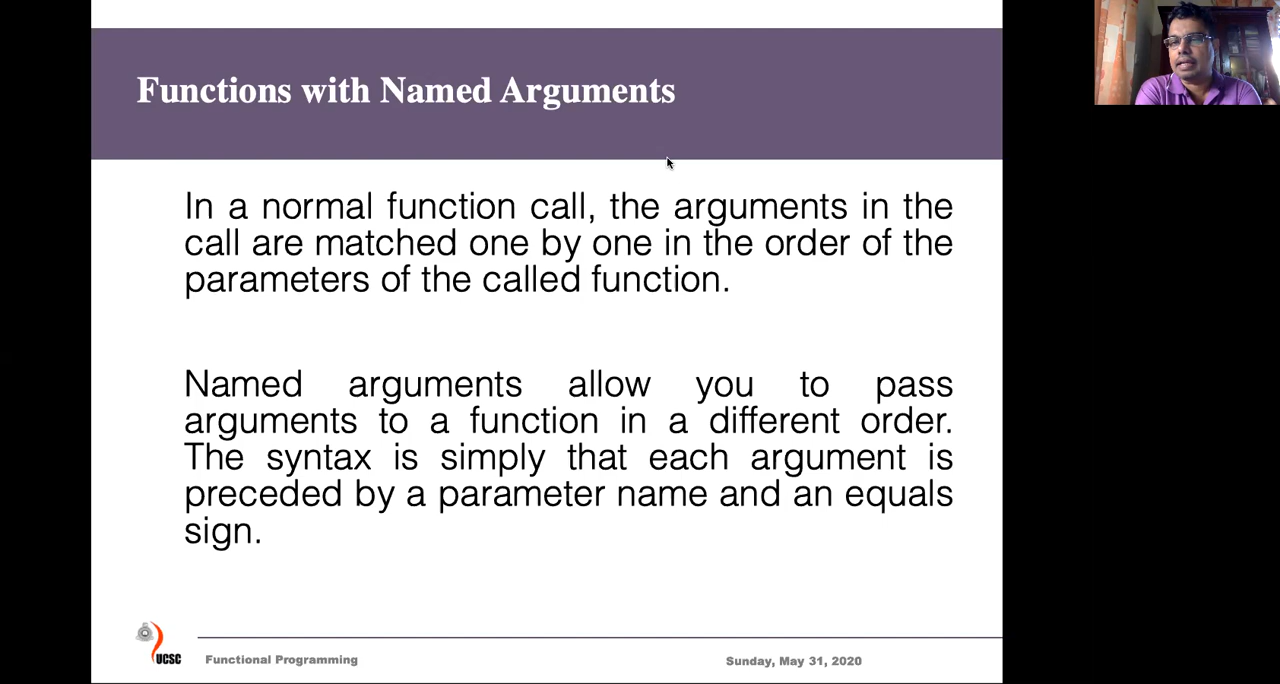 Functions with Named Arguments
In a normal function call, the arguments in the
call are matched one by one in the order of the
parameters of the called function.
Named arguments allow you to pass
arguments to a function in a different order.
The syntax is simply that each argument is
preceded by a parameter name and an equals
sign.
UCSC
Functional Programming
Sunday, May 31, 2020